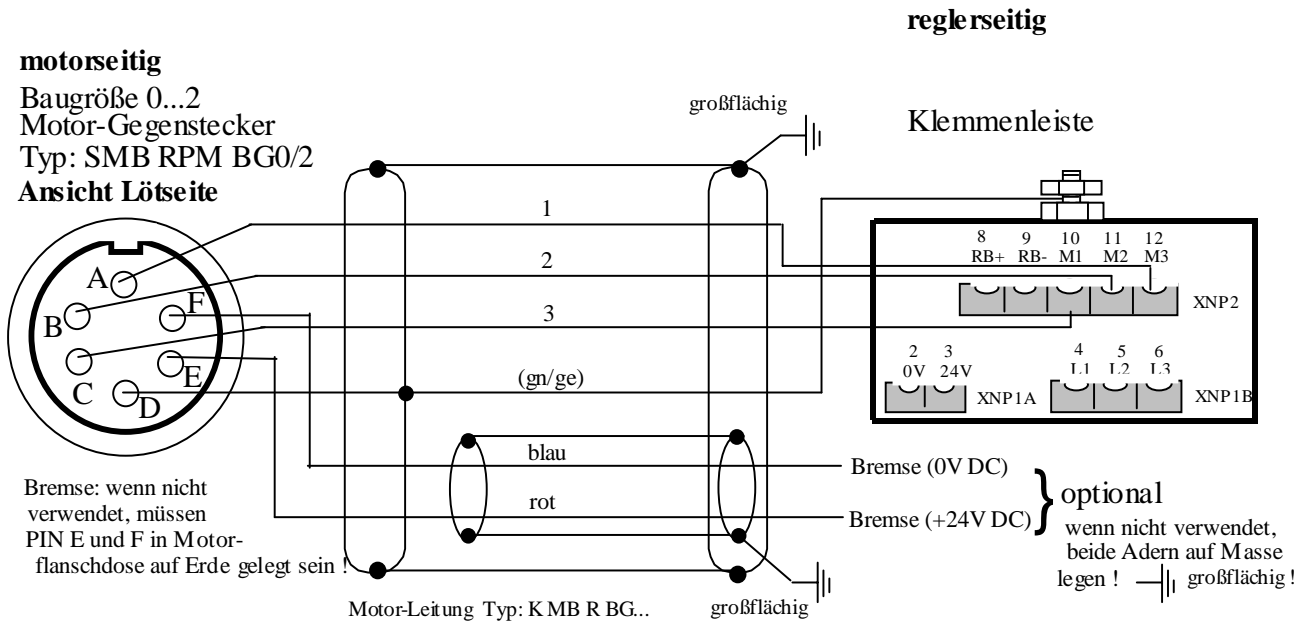 reglerseitig
motorseitig
Baugröße 0...2
Motor-Gegenstecker
Typ: SMB RPM BG0/2
Ansicht Lötseite
großflächig
Klemmenleiste
1
2
3
(gn/ge)
A
B
C
D
E
F
8 9 10 11 12
RB+ RB- M1 M2 M3
XNP2
2 3
0V 24V
XNP1A
4 5 6
L1 L2 L3
XNP1B
blau
rot
Bremse (0V DC)
Bremse (+24V DC)
} optional
wenn nicht verwendet,
beide Adern auf Masse
legen ! großflächig !
Bremse: wenn nicht
verwendet, müssen
PIN E und F in Motor-
flanschdose auf Erde gelegt sein !
Motor-Leitung Typ: KMB R BG...
großflächig